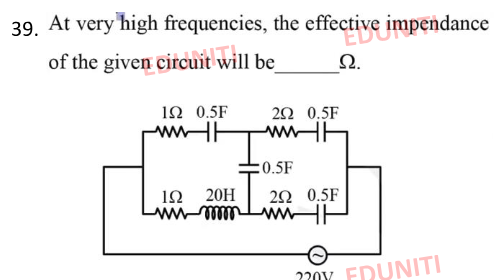 39. At very high frequencies, the effective impendance
of the given circuit will be______ Ω.
EDUNITI
EDUNITI
1Ω 0.5F 2Ω 0.5F
0.5F
1Ω 20H 2Ω 0.5F
220V
EDUNITI